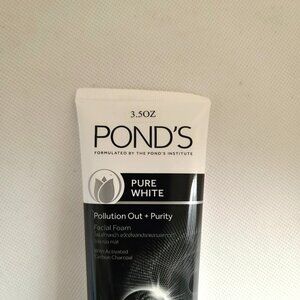 3.5OZ
POND'S
FORMULATED BY THE POND'S INSTITUTE
PURE
WHITE
Pollution Out + Purity
Facial Foam
With Activated
Carbon Charcoal